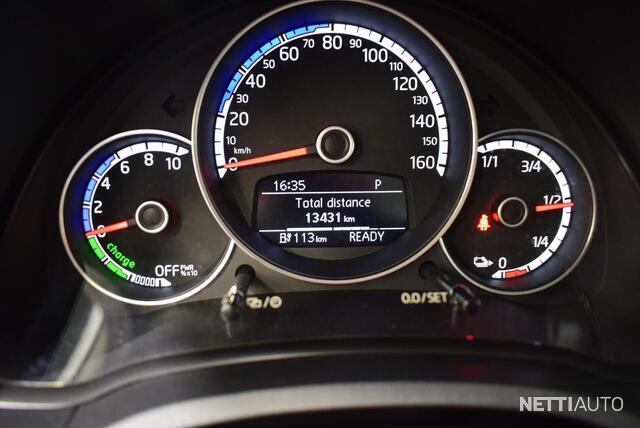 10
20
30
40
50
60
70
80
90
100
110
120
130
140
150
160
0
km/h
16:35 P
Total distance
13431 km
113km READY
0
2
4
6
8
10
charge
OFF PWR
%x10
1/1
3/4
1/2
1/4
0
0.0/SET
NETTIAUTO